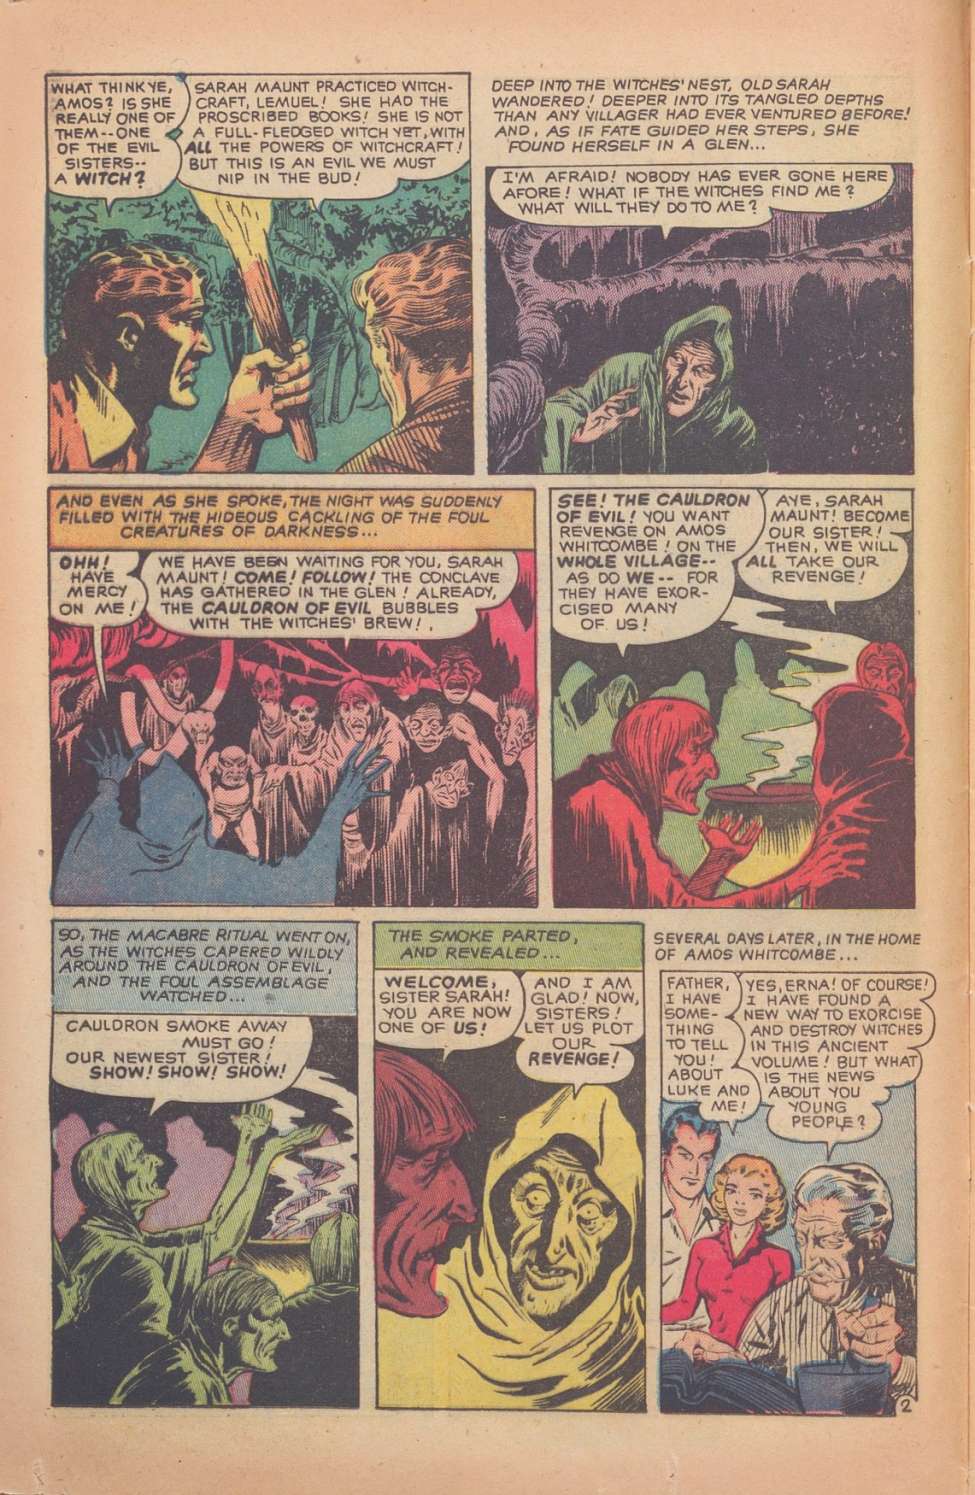 WHAT THINK YE,
AMOS? IS SHE
REALLY ONE OF
THEM--ONE
OF THE EVIL
SISTERS--
A WITCH?
SARAH MAUNT PRACTICED WITCH-
CRAFT, LEMUEL! SHE HAD THE
PROSCRIBED BOOKS! SHE IS NOT
A FULL-FLEDGED WITCH YET, WITH
ALL THE POWERS OF WITCHCRAFT!
BUT THIS IS AN EVIL WE MUST
NIP IN THE BUD!
DEEP INTO THE WITCHES' NEST, OLD SARAH
WANDERED! DEEPER INTO ITS TANGLED DEPTHS
THAN ANY VILLAGER HAD EVER VENTURED BEFORE!
AND, AS IF FATE GUIDED HER STEPS, SHE
FOUND HERSELF IN A GLEN...
I'M AFRAID! NOBODY HAS EVER GONE HERE
AFORE! WHAT IF THE WITCHES FIND ME?
WHAT WILL THEY DO TO ME?
AND EVEN AS SHE SPOKE, THE NIGHT WAS SUDDENLY
FILLED WITH THE HIDEOUS CACKLING OF THE FOUL
CREATURES OF DARKNESS...
OHH!
HAVE
MERCY
ON ME!
WE HAVE BEEN WAITING FOR YOU, SARAH
MAUNT! COME! FOLLOW! THE CONCLAVE
HAS GATHERED IN THE GLEN! ALREADY,
THE CAULDRON OF EVIL BUBBLES
WITH THE WITCHES' BREW!
SEE! THE CAULDRON
OF EVIL! YOU WANT
REVENGE ON AMOS
WHITCOMBE! ON THE
WHOLE VILLAGE--
AS DO WE-- FOR
THEY HAVE EXOR-
CISED MANY
OF US!
AYE, SARAH
MAUNT! BECOME
OUR SISTER!
THEN, WE WILL
ALL TAKE OUR
REVENGE!
SO, THE MACABRE RITUAL WENT ON,
AS THE WITCHES CAPERED WILDLY
AROUND THE CAULDRON OF EVIL,
AND THE FOUL ASSEMBLAGE
WATCHED...
CAULDRON SMOKE AWAY
MUST GO!
OUR NEWEST SISTER!
SHOW! SHOW! SHOW!
THE SMOKE PARTED,
AND REVEALED...
WELCOME,
SISTER SARAH!
YOU ARE NOW
ONE OF US!
AND I AM
GLAD! NOW,
SISTERS!
LET US PLOT
OUR
REVENGE!
SEVERAL DAYS LATER, IN THE HOME
OF AMOS WHITCOMBE...
FATHER,
I HAVE
SOME-
THING
TO TELL
YOU!
ABOUT
LUKE AND
ME!
YES, ERNA! OF COURSE!
I HAVE FOUND A
NEW WAY TO EXORCISE
AND DESTROY WITCHES
IN THIS ANCIENT
VOLUME! BUT WHAT
IS THE NEWS
ABOUT YOU
YOUNG
PEOPLE?
2